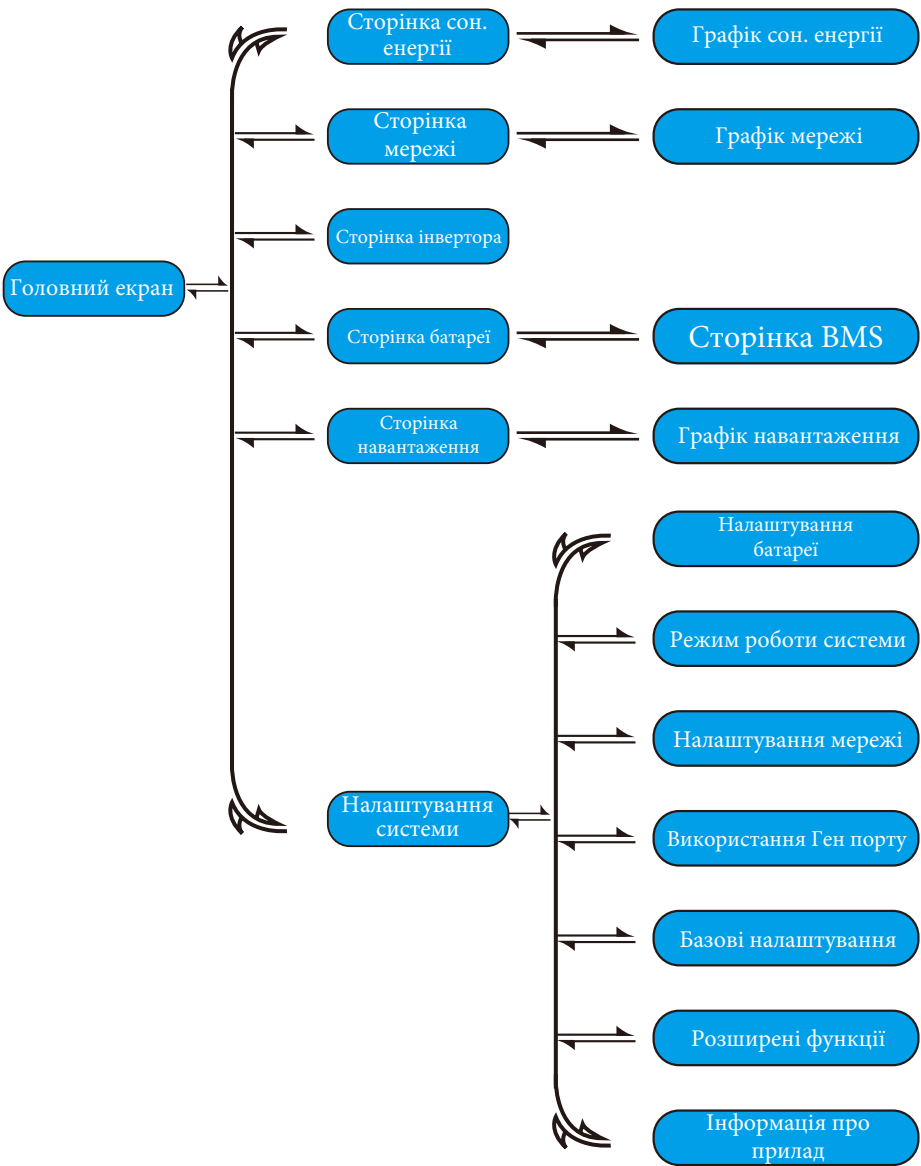 Сторінка сон.
енергії
Графік сон. енергії
Сторінка
мережі
Графік мережі
Сторінка інвертора
Головний екран
Сторінка батареї
Сторінка BMS
Сторінка
навантаження
Графік навантаження
Налаштування
батареї
Режим роботи системи
Налаштування мережі
Налаштування
системи
Використання Ген порту
Базові налаштування
Розширені функції
Інформація про
прилад